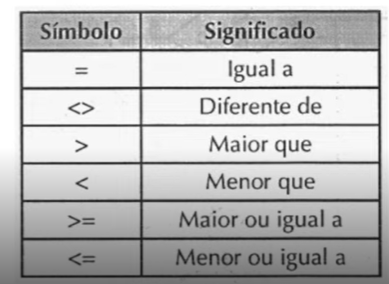 Símbolo Significado
= Igual a
<> Diferente de
> Maior que
< Menor que
>= Maior ou igual a
<= Menor ou igual a